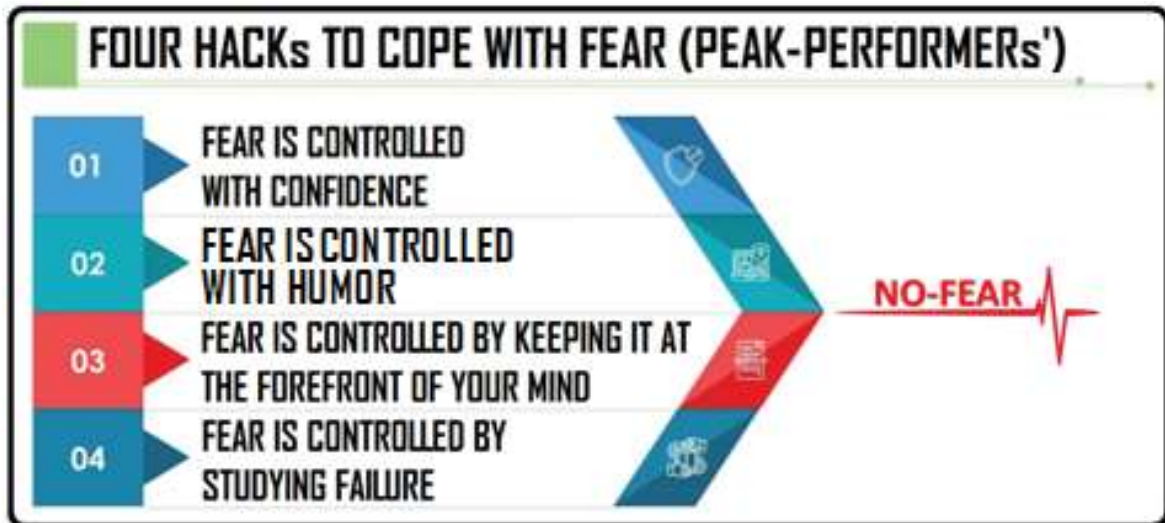 FOUR HACKs TO COPE WITH FEAR (PEAK-PERFORMERs')
01
FEAR IS CONTROLLED
WITH CONFIDENCE
02
FEAR IS CONTROLLED
WITH HUMOR
03
FEAR IS CONTROLLED BY KEEPING IT AT
THE FOREFRONT OF YOUR MIND
04
FEAR IS CONTROLLED BY
STUDYING FAILURE
NO-FEAR